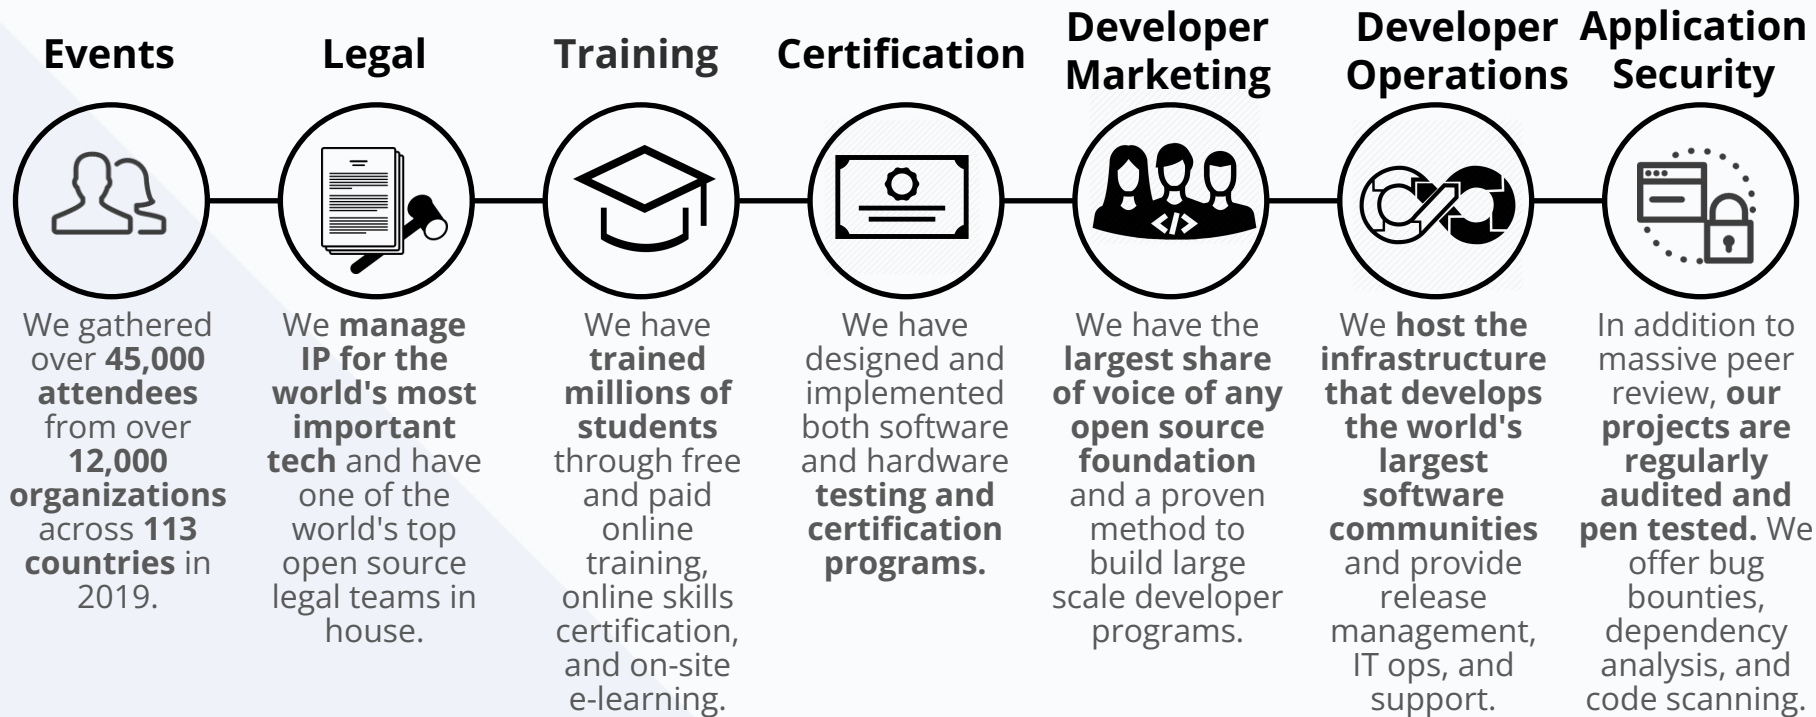 Events
We gathered
over 45,000
attendees
from over
12,000
organizations
across 113
countries in
2019.
Legal
We manage
IP for the
world's most
important
tech and have
one of the
world's top
open source
legal teams in
house.
Training
We have
trained
millions of
students
through free
and paid
online
training,
online skills
certification,
and on-site
e-learning.
Certification
We have
designed and
implemented
both software
and hardware
testing and
certification
programs.
Developer
Marketing
</>
We have the
largest share
of voice of any
open source
foundation
and a proven
method to
build large
scale developer
programs.
Developer
Operations
We host the
infrastructure
that develops
the world's
largest
software
communities
and provide
release
management,
IT ops, and
support.
Application
Security
In addition to
massive peer
review, our
projects are
regularly
audited and
pen tested. We
offer bug
bounties,
dependency
analysis, and
code scanning.